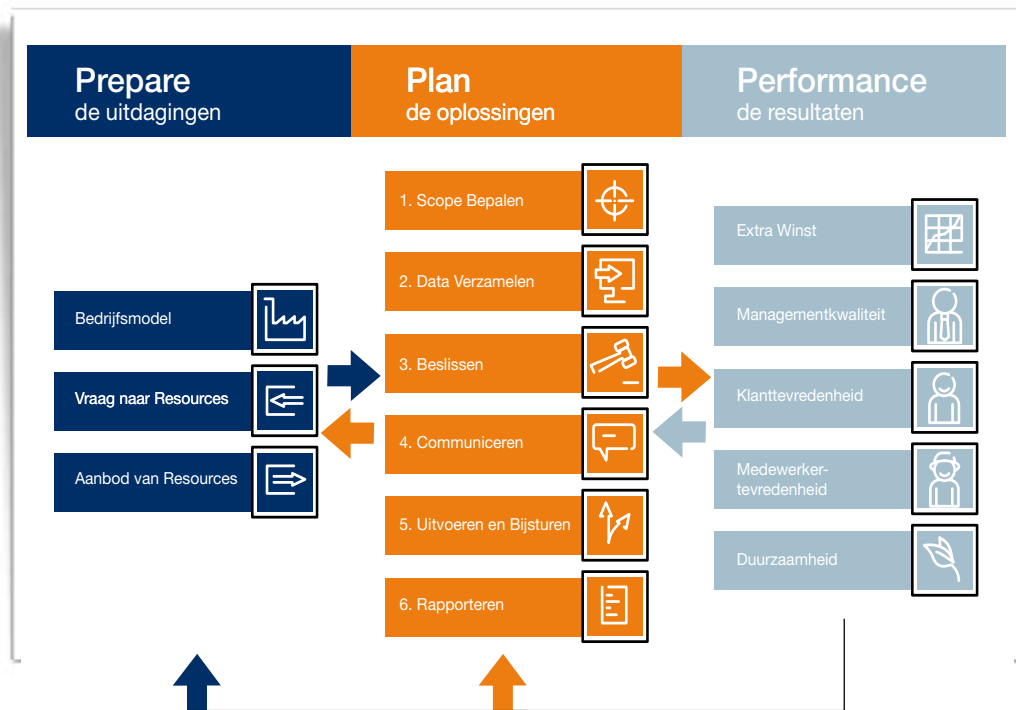 Prepare
de uitdagingen
Plan
de oplossingen
Performance
de resultaten
Bedrijfsmodel
Vraag naar Resources
Aanbod van Resources
1. Scope Bepalen
2. Data Verzamelen
3. Beslissen
4. Communiceren
5. Uitvoeren en Bijsturen
6. Rapporteren
Extra Winst
Managementkwaliteit
Klanttevredenheid
Medewerker-
tevredenheid
Duurzaamheid